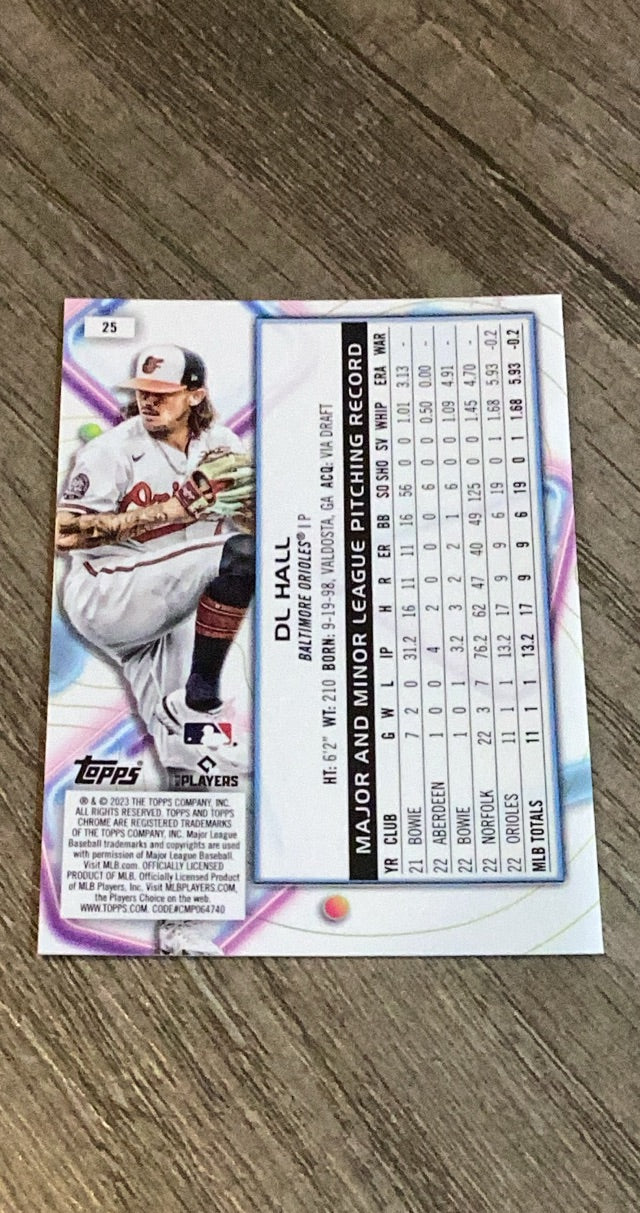 25
DL HALL
BALTIMORE ORIOLES® | P
HT: 6'2" WT: 210 BORN: 9-19-98, VALDOSTA, GA ACQ: VIA DRAFT
MAJOR AND MINOR LEAGUE PITCHING RECORD
YR CLUB G W L IP H R ER BB SO SHO SV WHIP ERA WAR
21 BOWIE 7 2 0 31.2 16 11 11 16 56 0 0 1.01 3.13 -
22 ABERDEEN 1 0 0 4 2 0 0 0 6 0 0 0.50 0.00 -
22 BOWIE 1 0 1 3.2 3 2 2 1 6 0 0 1.09 4.91 -
22 NORFOLK 22 3 7 76.2 62 47 40 49 125 0 0 1.45 4.70 -
22 ORIOLES 11 1 1 13.2 17 9 9 6 19 0 1 1.68 5.93 -0.2
MLB TOTALS 11 1 1 13.2 17 9 9 6 19 0 1 1.68 5.93 -0.2
Orio
topps
PLAYERS
® & © 2023 THE TOPPS COMPANY, INC.
ALL RIGHTS RESERVED. TOPPS AND TOPPS
CHROME ARE REGISTERED TRADEMARKS
OF THE TOPPS COMPANY, INC. Major League
Baseball trademarks and copyrights are used
with permission of Major League Baseball.
Visit MLB.com. OFFICIALLY LICENSED
PRODUCT OF MLB. Officially Licensed Product
of MLB Players, Inc. Visit MLBPLAYERS.COM,
the Players Choice on the web.
WWW.TOPPS.COM. CODE#CMP064740